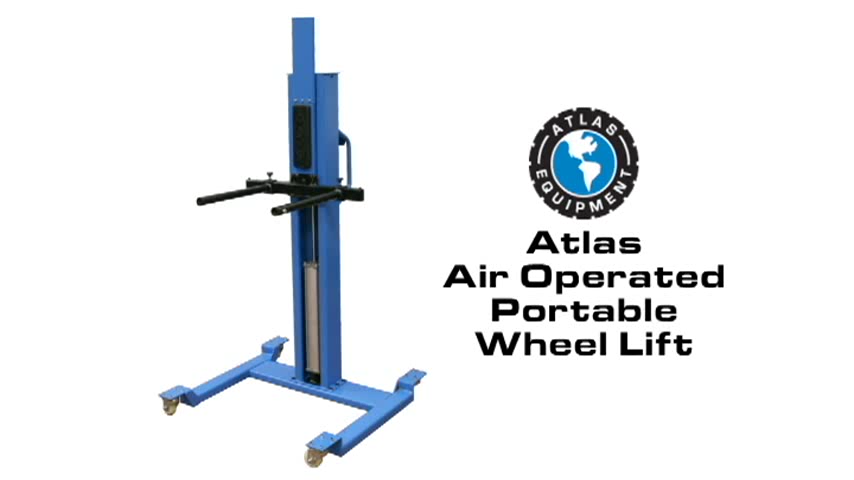 ATLAS
EQUIPMENT
Atlas
Air Operated
Portable
Wheel Lift